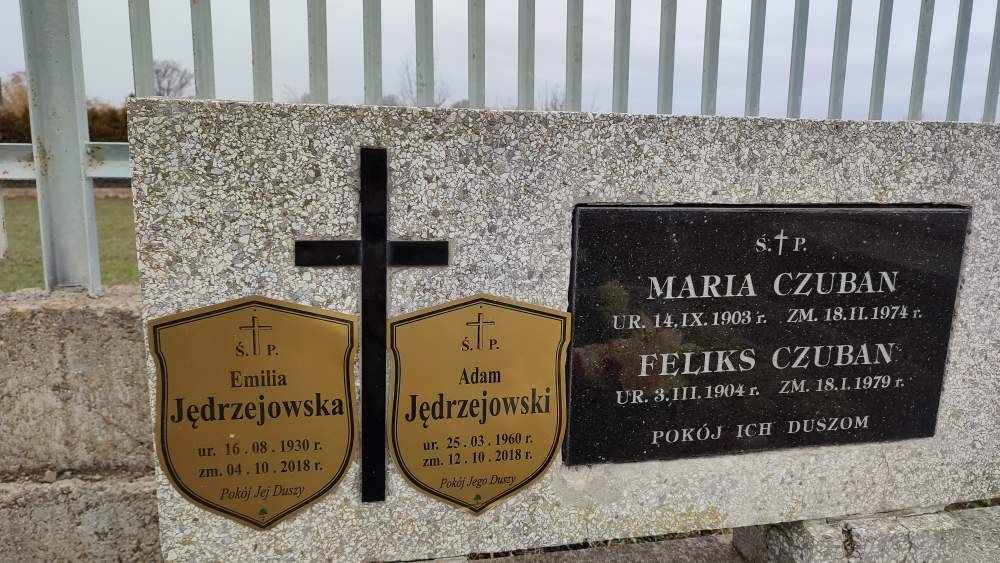 Ś. P.
Emilia
Jędrzejowska
ur. 16.08.1930 r.
zm. 04.10.2018 r.
Pokój Jej Duszy
Ś. P.
Adam
Jędrzejowski
ur. 25.03.1960 r.
zm. 12.10.2018 r.
Pokój Jego Duszy
Ś. P.
MARIA CZUBAN
UR. 14.IX.1903 r. ZM. 18.II.1974 r.
FELIKS CZUBAN
UR. 3.III.1904 r. ZM. 18.I.1979 r.
POKÓJ ICH DUSZOM